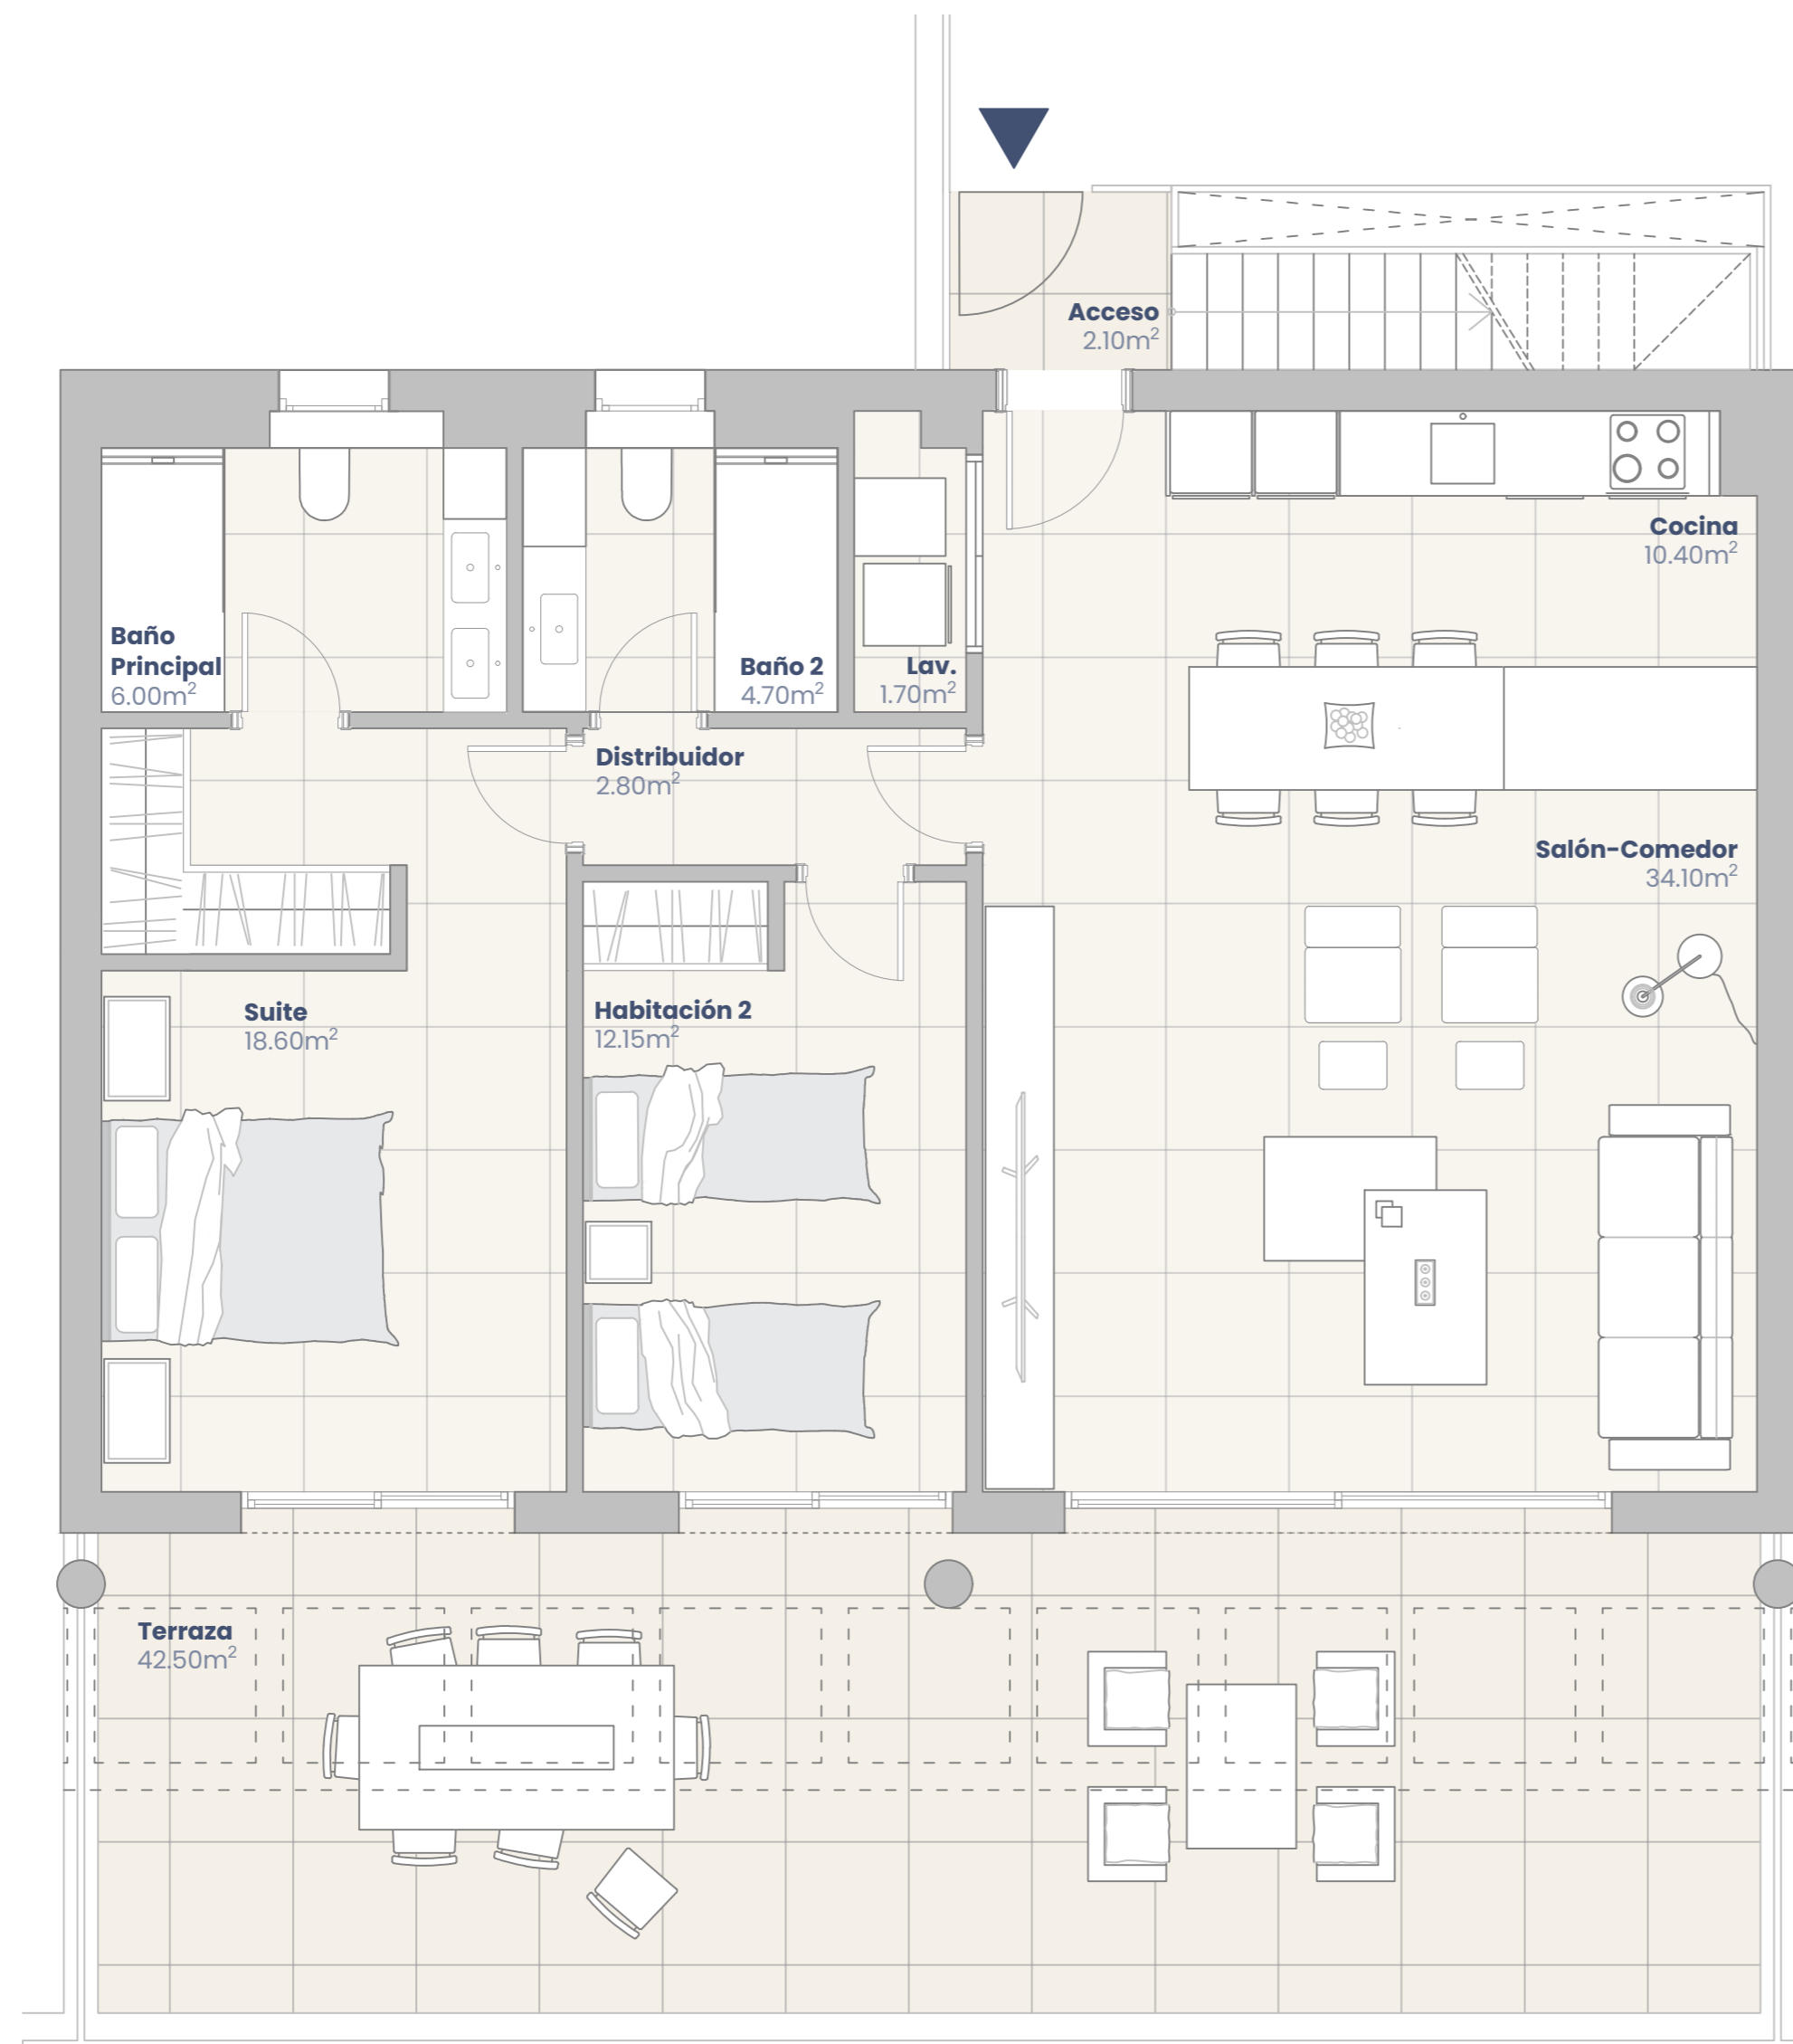 Acceso
2.10m²
Cocina
10.40m²
Baño
Principal
6.00m²
Baño 2
4.70m²
Lav.
1.70m²
Distribuidor
2.80m²
Salón-Comedor
34.10m²
Suite
18.60m²
Habitación 2
12.15m²
Terraza
42.50m²